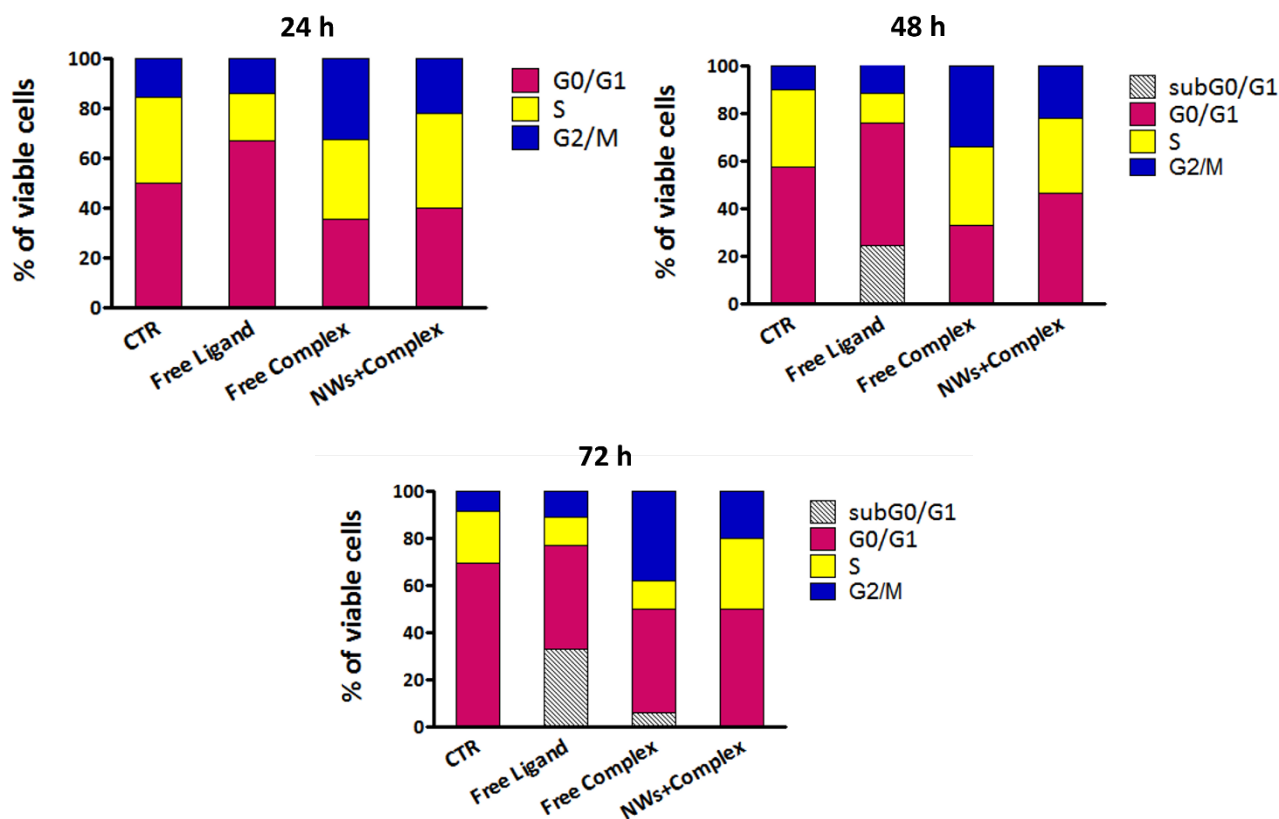 24 h
% of viable cells
100
80
60
40
20
0
CTR
Free Ligand
Free Complex
NWs+Complex
G0/G1
S
G2/M
48 h
% of viable cells
100
80
60
40
20
0
CTR
Free Ligand
Free Complex
NWs+Complex
subG0/G1
G0/G1
S
G2/M
72 h
% of viable cells
100
80
60
40
20
0
CTR
Free Ligand
Free Complex
NWs+Complex
subG0/G1
G0/G1
S
G2/M